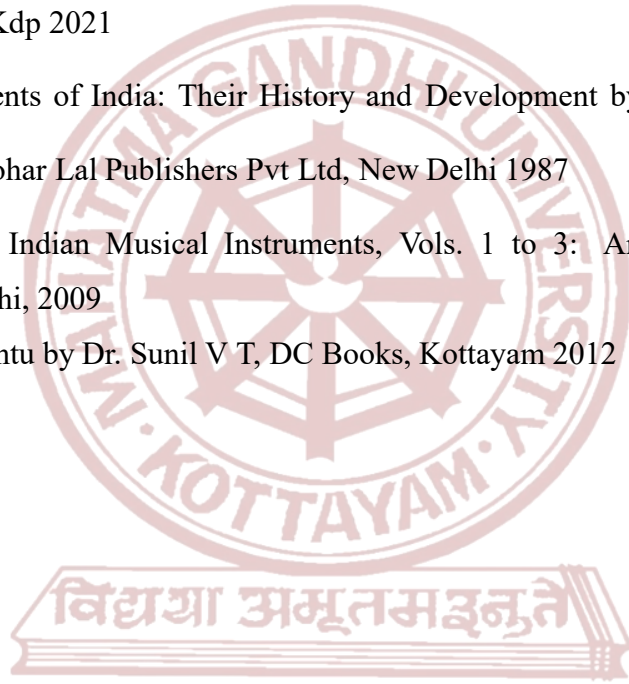 Kdp 2021
ents of India: Their History and Development by
ohar Lal Publishers Pvt Ltd, New Delhi 1987
Indian Musical Instruments, Vols. 1 to 3: Ar
hi, 2009
ntu by Dr. Sunil V T, DC Books, Kottayam 2012
MAHATMA GANDHI UNIVERSITY
KOTTAYAM
विद्यया अमृतमश्नुते